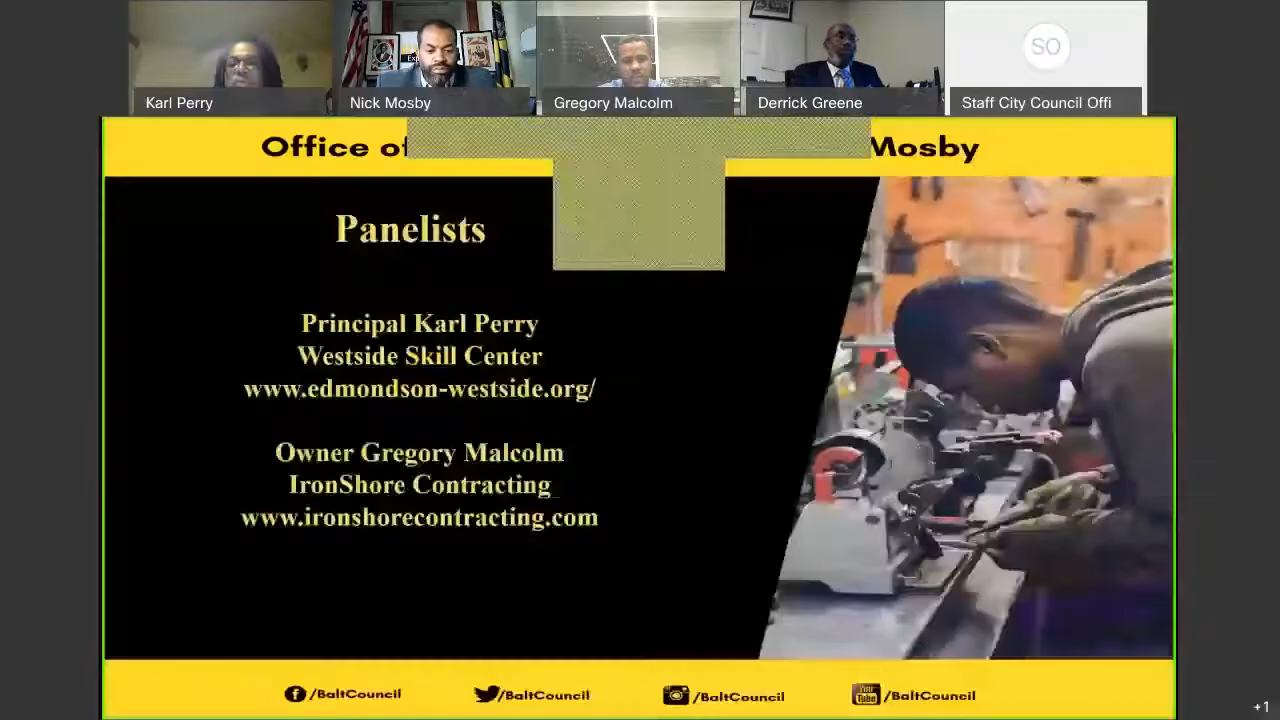 Karl Perry
Nick Mosby
Gregory Malcolm
Derrick Greene
SO
Staff City Council Offi
Office of
Mosby
Panelists
Principal Karl Perry
Westside Skill Center
www.edmondson-westside.org/
Owner Gregory Malcolm
IronShore Contracting
www.ironshorecontracting.com
/BaltCouncil
/BaltCouncil
/BaltCouncil
You Tube /BaltCouncil
+1